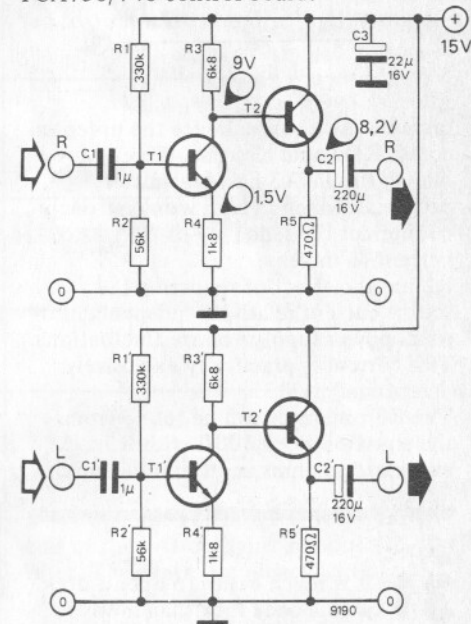 R1
330k
R3
6k8
9V
C3
22µ
16V
+
15V
T2
8,2V
R
C1
1µ
T1
C2
R
1.5V
220µ
16V
R2
56k
R4
1k8
R5
470Ω
0
0
R1'
330k
R3'
6k8
T2'
L
C1'
1µ
T1'
C2'
L
220µ
16V
R2'
56k
R4'
1k8
R5'
470Ω
0
9190
0